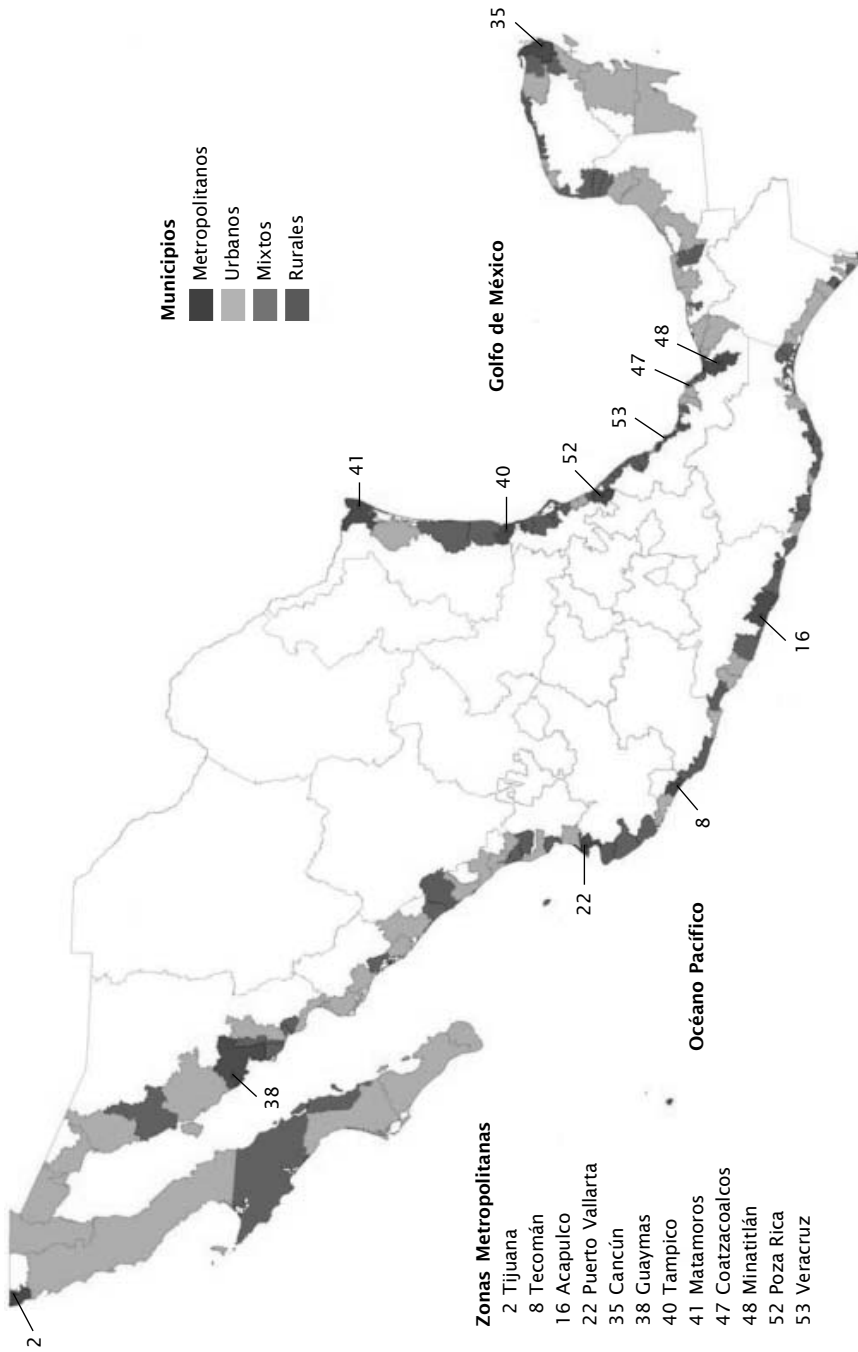 Municipios
Metropolitanos
Urbanos
Mixtos
Rurales
Golfo de México
Océano Pacífico
35
48
47
53
52
41
40
16
8
22
38
2
Zonas Metropolitanas
2 Tijuana
8 Tecomán
16 Acapulco
22 Puerto Vallarta
35 Cancún
38 Guaymas
40 Tampico
41 Matamoros
47 Coatzacoalcos
48 Minatitlán
52 Poza Rica
53 Veracruz